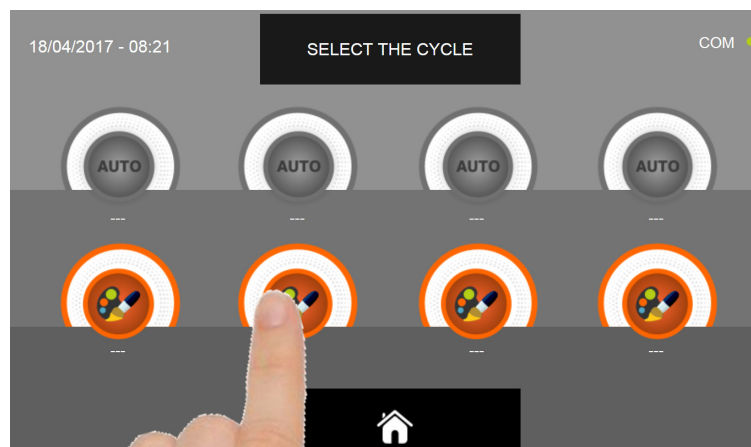 18/04/2017 - 08:21
SELECT THE CYCLE
COM
AUTO
AUTO
AUTO
AUTO
---
---
---
---
---
---
---